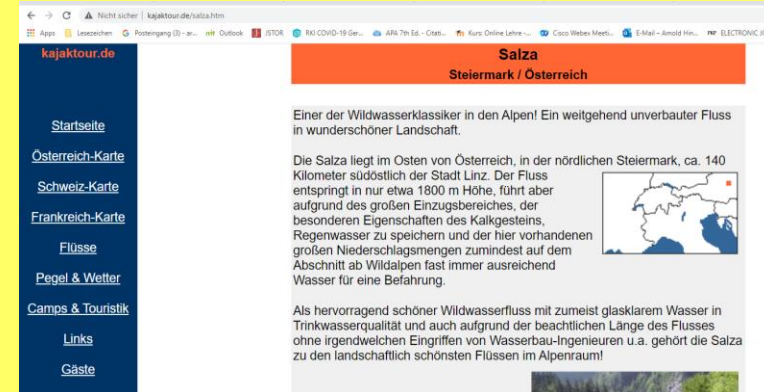 Nicht sicher | kajaktour.de/salza.htm
Apps Lesezeichen Posteingang (3) - ar... Outlook JSTOR RKI COVID-19 Ger... APA 7th Ed. - Citati... Kurs: Online Lehre -... Cisco Webex Meeti... E-Mail – Arnold Hin... ELECTRONIC
kajaktour.de
Startseite
Österreich-Karte
Schweiz-Karte
Frankreich-Karte
Flüsse
Pegel & Wetter
Camps & Touristik
Links
Gäste
Salza
Steiermark / Österreich
Einer der Wildwasserklassiker in den Alpen! Ein weitgehend unverbauter Fluss
in wunderschöner Landschaft.
Die Salza liegt im Osten von Österreich, in der nördlichen Steiermark, ca. 140
Kilometer südöstlich der Stadt Linz. Der Fluss
entspringt in nur etwa 1800 m Höhe, führt aber
aufgrund des großen Einzugsbereiches, der
besonderen Eigenschaften des Kalkgesteins,
Regenwasser zu speichern und der hier vorhandenen
großen Niederschlagsmengen zumindest auf dem
Abschnitt ab Wildalpen fast immer ausreichend
Wasser für eine Befahrung.
Als hervorragend schöner Wildwasserfluss mit zumeist glasklarem Wasser in
Trinkwasserqualität und auch aufgrund der beachtlichen Länge des Flusses
ohne irgendwelchen Eingriffen von Wasserbau-Ingenieuren u.a. gehört die Salza
zu den landschaftlich schönsten Flüssen im Alpenraum!